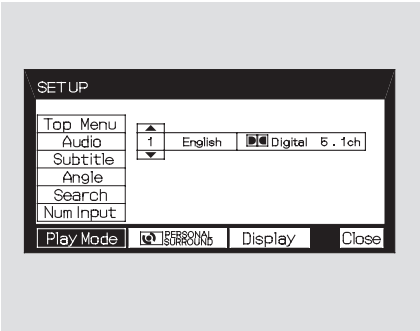 SETUP
Top Menu
Audio
1 English Digital 5.1ch
Subtitle
Angle
Search
Num Input
Play Mode PERSONAL SURROUND Display Close